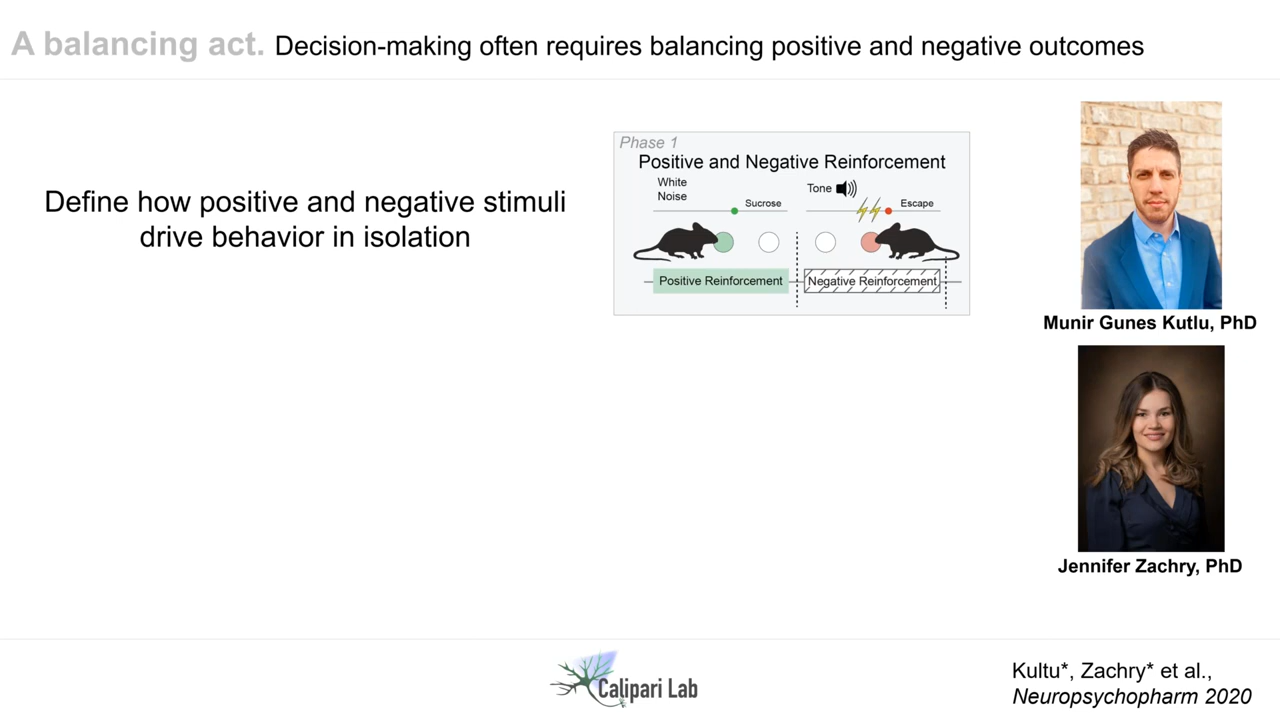 A balancing act. Decision-making often requires balancing positive and negative outcomes
Define how positive and negative stimuli
drive behavior in isolation
Phase 1
Positive and Negative Reinforcement
White
Noise
Sucrose
Tone
Escape
Positive Reinforcement
Negative Reinforcement
Munir Gunes Kutlu, PhD
Jennifer Zachry, PhD
Calipari Lab
Kultu*, Zachry* et al.,
Neuropsychopharm 2020